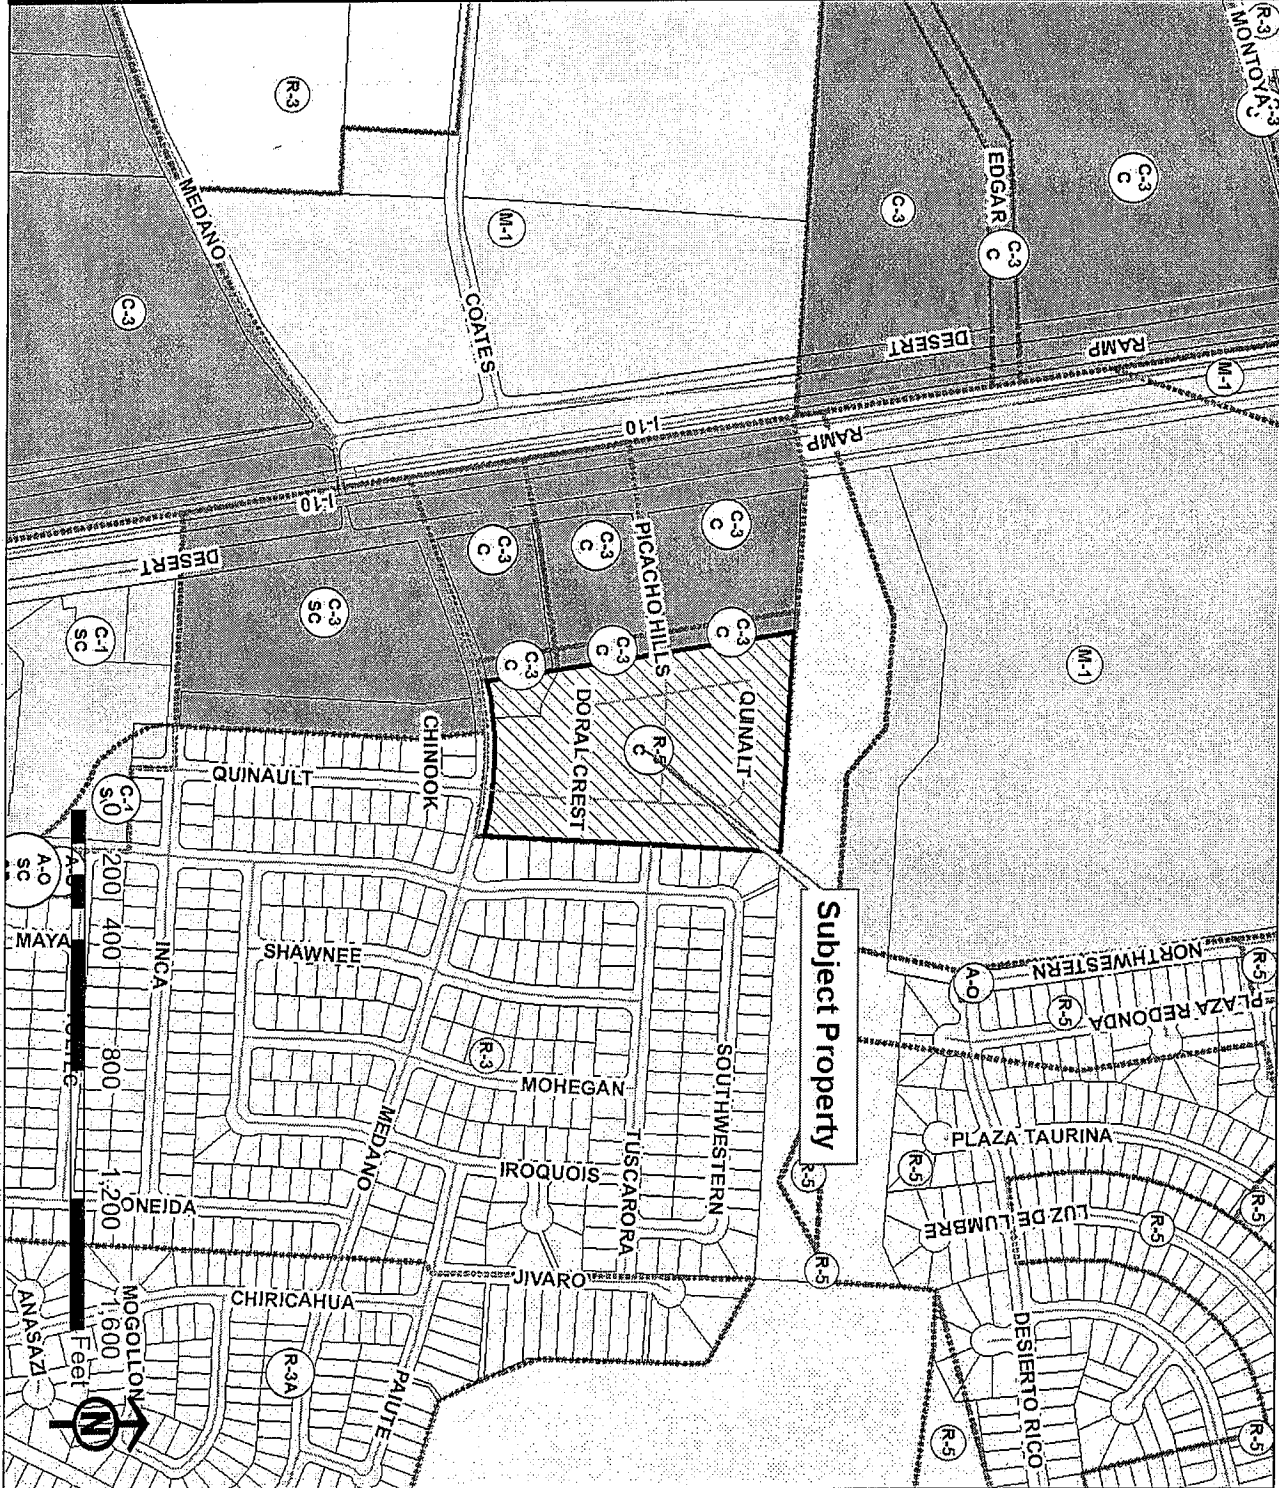 R-3
MONTOYA
C-3
C
R-3
MEDANO
EDGAR
C-3
C
C-3
C-3
C
M-1
COATES
C-3
DESERT
RAMP
M-1
I-10
RAMP
I-10
DESERT
C-3
C
C-3
C
C-3
C
PICACHO HILLS
C-3
SC
C-1
SC
C-3
C
C-3
C
C-3
C
M-1
QUINALT
DORAL CREST
R-5
C
CHINOOK
QUINAULT
C-1
S,O
A-O
SC
Subject Property
NORTHWESTERN
R-5
A-O
R-5
PLAZA REDONDA
MAYA
INCA
SHAWNEE
R-3
MOHEGAN
SOUTHWESTERN
TUSCARORA
IROQUOIS
MEDANO
ONEIDA
PLAZA TAURINA
R-5
R-5
R-5
LUZ DE LUMBRE
R-5
R-5
JIVARO
CHIRICAHUA
MOGOLLON
ANASAZI
R-3A
PAIUTE
DESIERTO RICO
R-5
R-5
200 400 800 1,200 1,600
Feet
N